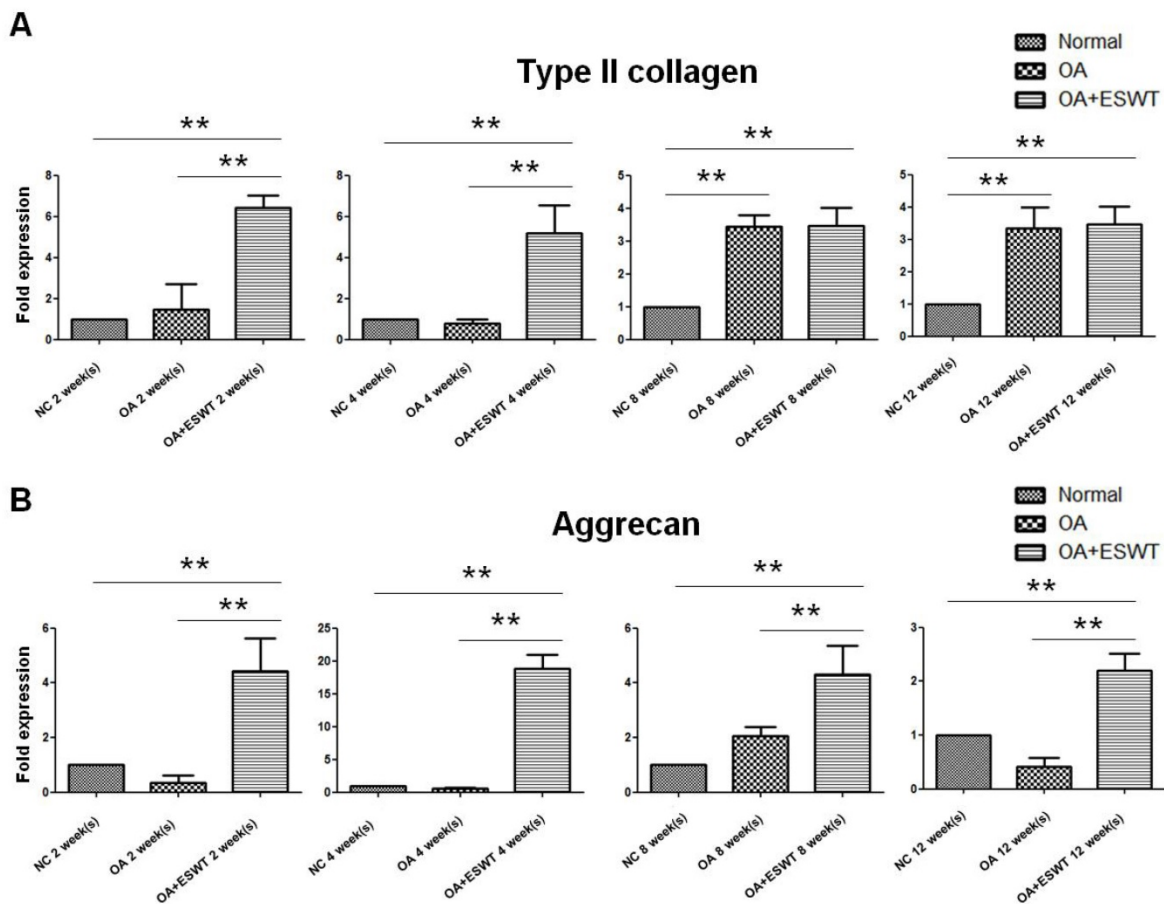 A
Type II collagen
Normal
OA
OA+ESWT
** ** ** **
** ** ** **
Fold expression
8 8 5 5
6 6 4 4
4 4 3 3
2 2 2 2
1 1
0 0 0 0
NC 2 week(s) OA 2 week(s) OA+ESWT 2 week(s) NC 4 week(s) OA 4 week(s) OA+ESWT 4 week(s) NC 8 week(s) OA 8 week(s) OA+ESWT 8 week(s) NC 12 week(s) OA 12 week(s) OA+ESWT 12 week(s)
B
Aggrecan
Normal
OA
OA+ESWT
** ** ** **
** ** ** **
Fold expression
6 25 6 3
20
4 15 4 2
10
2 5 2 1
0 0 0 0
NC 2 week(s) OA 2 week(s) OA+ESWT 2 week(s) NC 4 week(s) OA 4 week(s) OA+ESWT 4 week(s) NC 8 week(s) OA 8 week(s) OA+ESWT 8 week(s) NC 12 week(s) OA 12 week(s) OA+ESWT 12 week(s)